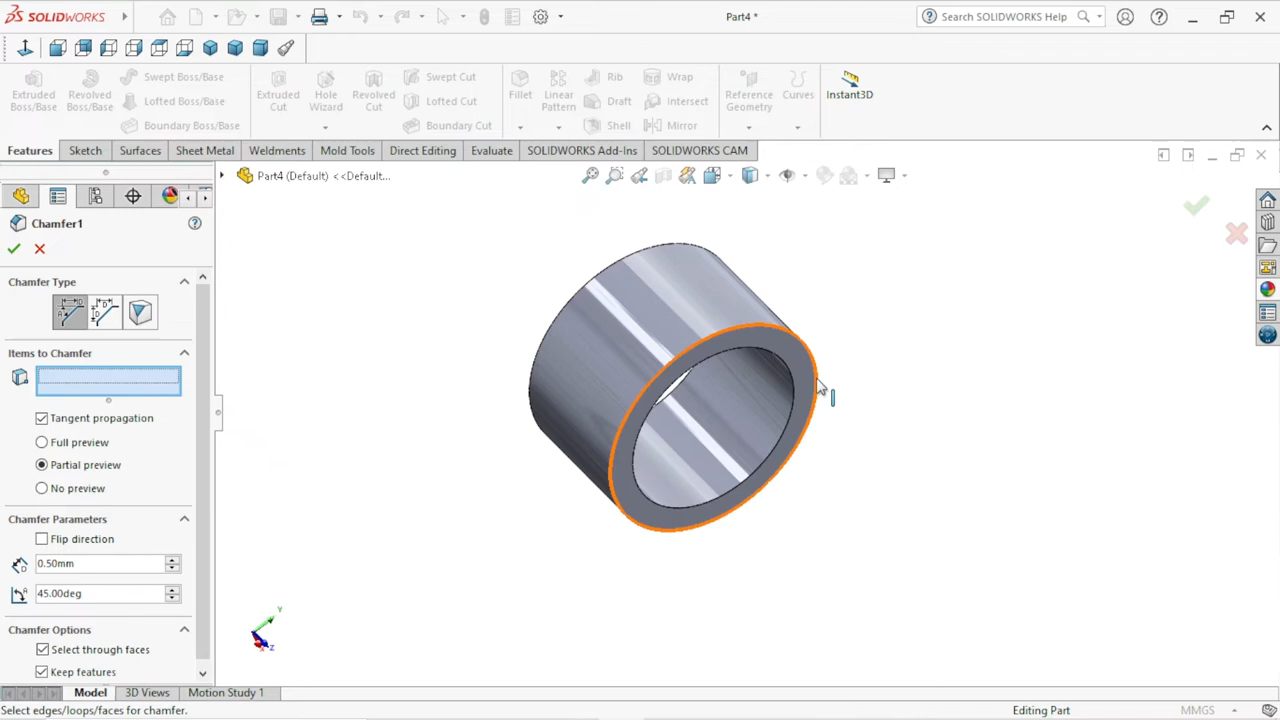 SOLIDWORKS
Part4 *
Search SOLIDWORKS Help
Extruded Boss/Base
Revolved Boss/Base
Swept Boss/Base
Lofted Boss/Base
Boundary Boss/Base
Extruded Cut
Hole Wizard
Revolved Cut
Swept Cut
Lofted Cut
Boundary Cut
Fillet
Linear Pattern
Rib
Draft
Shell
Wrap
Intersect
Mirror
Reference Geometry
Curves
Instant3D
Features
Sketch
Surfaces
Sheet Metal
Weldments
Mold Tools
Direct Editing
Evaluate
SOLIDWORKS Add-Ins
SOLIDWORKS CAM
Part4 (Default) <<Default...
Chamfer1
Chamfer Type
Items to Chamfer
Tangent propagation
Full preview
Partial preview
No preview
Chamfer Parameters
Flip direction
0.50mm
45.00deg
Chamfer Options
Select through faces
Keep features
Y
X
Z
Model
3D Views
Motion Study 1
Select edges/loops/faces for chamfer.
Editing Part
MMGS